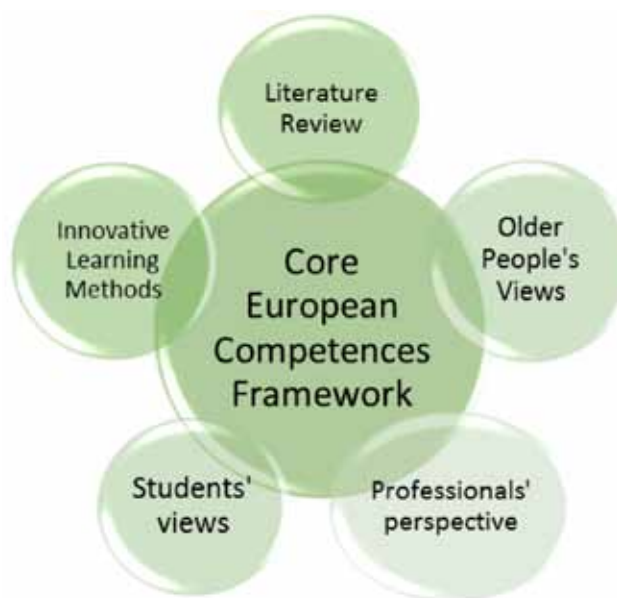 Literature
Review
Innovative
Learning
Methods
Older
People's
Views
Core
European
Competences
Framework
Students'
views
Professionals'
perspective